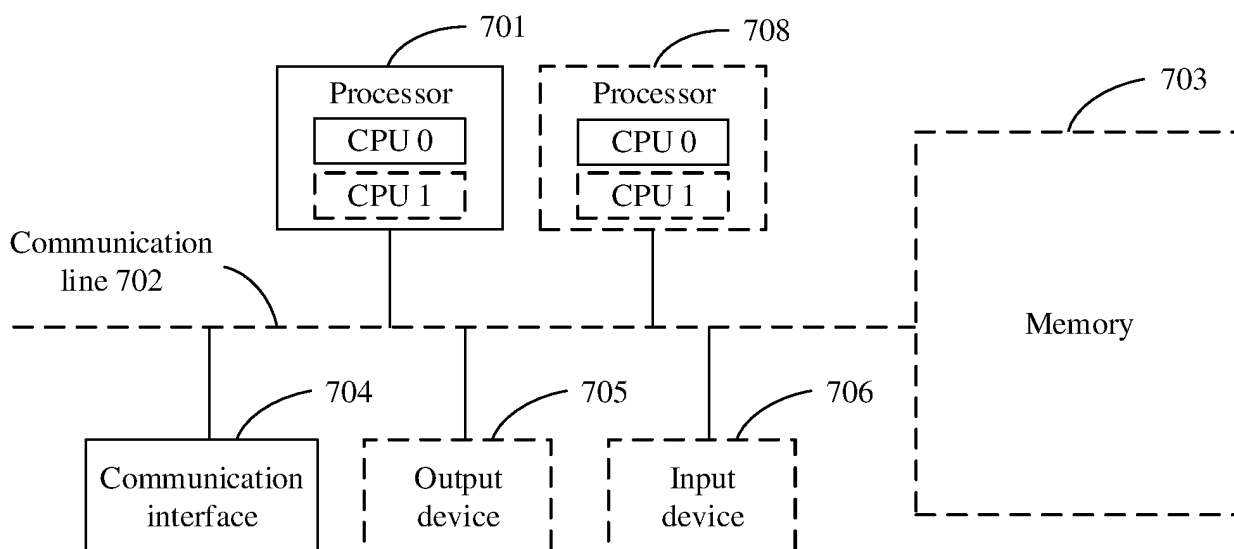 701
708
703
Processor
CPU 0
CPU 1
Processor
CPU 0
CPU 1
Communication
line 702
Memory
704
705
706
Communication
interface
Output
device
Input
device